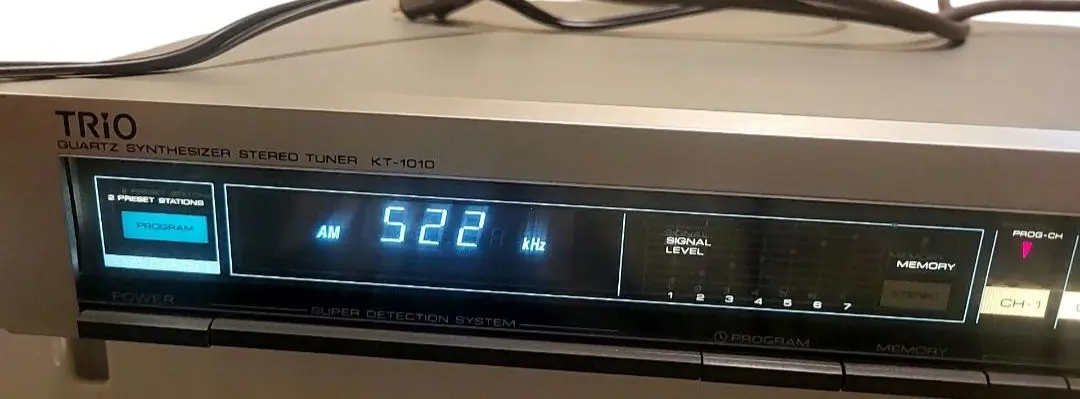 TRiO
QUARTZ SYNTHESIZER STEREO TUNER KT-1010
2 PRESET STATIONS
PROGRAM
AM 522 kHz
SIGNAL
LEVEL
1 2 3 4 5 6 7
MEMORY
STEREO
PROG-CH
CH-1
POWER
SUPER DETECTION SYSTEM
PROGRAM
MEMORY